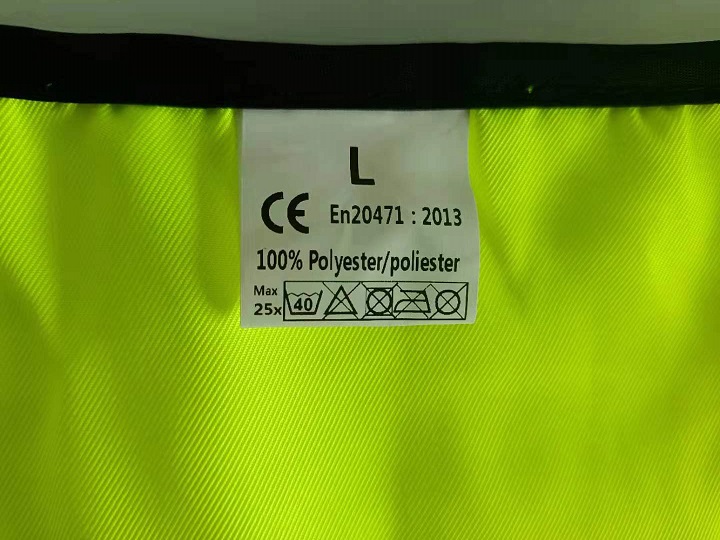 L
CE En20471 : 2013
100% Polyester/poliester
Max
25x 40